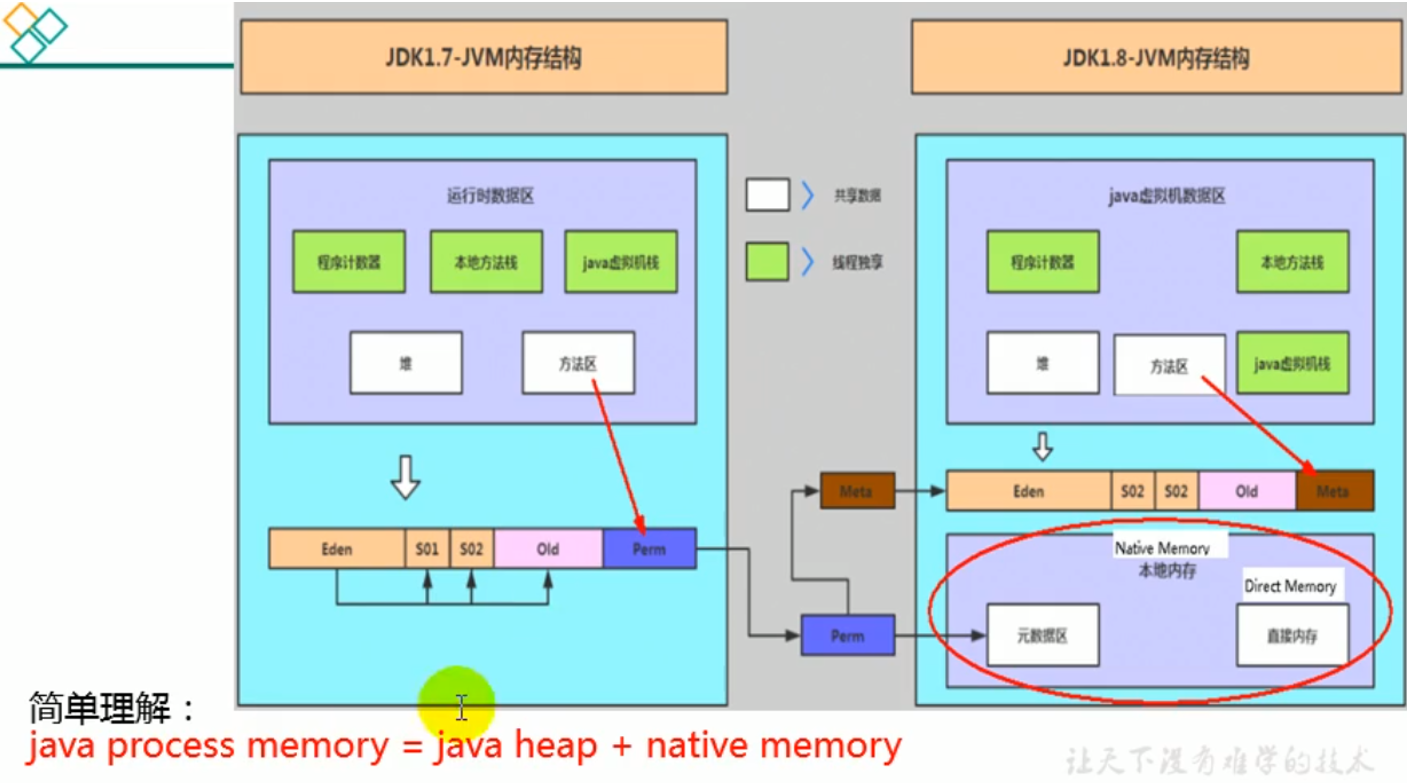 JDK1.7-JVM内存结构
JDK1.8-JVM内存结构
运行时数据区
程序计数器
本地方法栈
java虚拟机栈
堆
方法区
Eden
S01
S02
Old
Perm
共享数据
线程独享
Meta
Perm
java虚拟机数据区
程序计数器
本地方法栈
堆
方法区
java虚拟机栈
Eden
S02
S02
Old
Meta
Native Memory
本地内存
Direct Memory
元数据区
直接内存
简单理解：
java process memory = java heap + native memory
让天下没有难学的技术